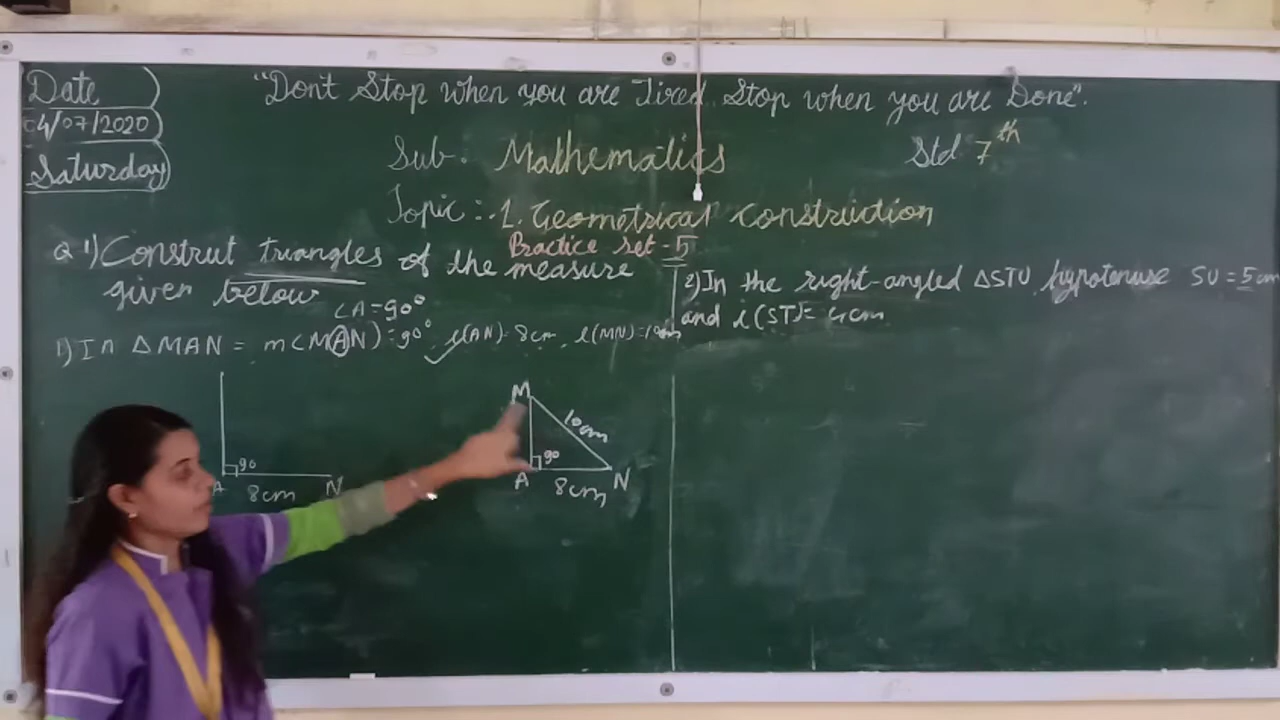 Date
04/07/2020
Saturday
"Dont Stop when you are Tired Stop when you are Done".
Sub. Mathematics
Std 7th
Topic :- 1. Geometrical construction
Practice set - 5
Q 1) Construt triangles of the measure
given below
∠A = 90°
1) In △MAN = m<MAN) = 90° l(AN) = 8cm, l(MN) = 10cm
90
A 8cm N
M
10cm
90
A 8cm N
2) In the right-angled △STU hypotenuse SU = 5cm
and l(ST) = 4cm